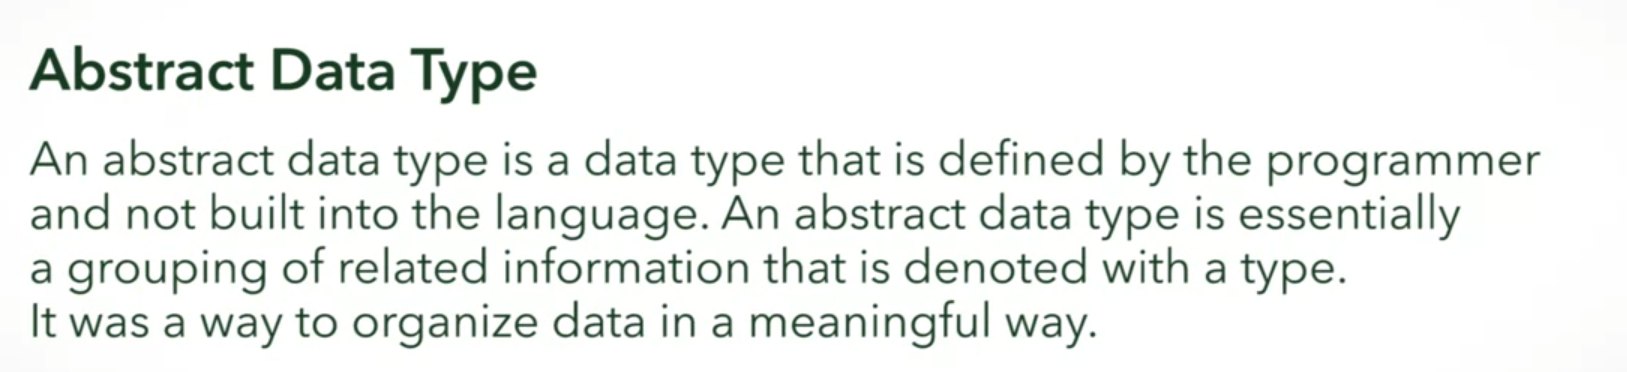 Abstract Data Type
An abstract data type is a data type that is defined by the programmer
and not built into the language. An abstract data type is essentially
a grouping of related information that is denoted with a type.
It was a way to organize data in a meaningful way.